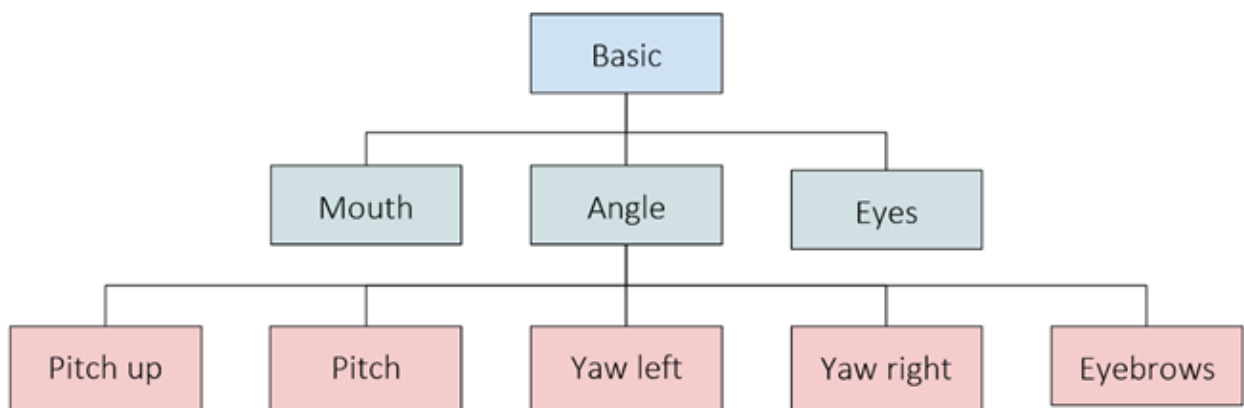 Basic
Mouth
Angle
Eyes
Pitch up
Pitch
Yaw left
Yaw right
Eyebrows